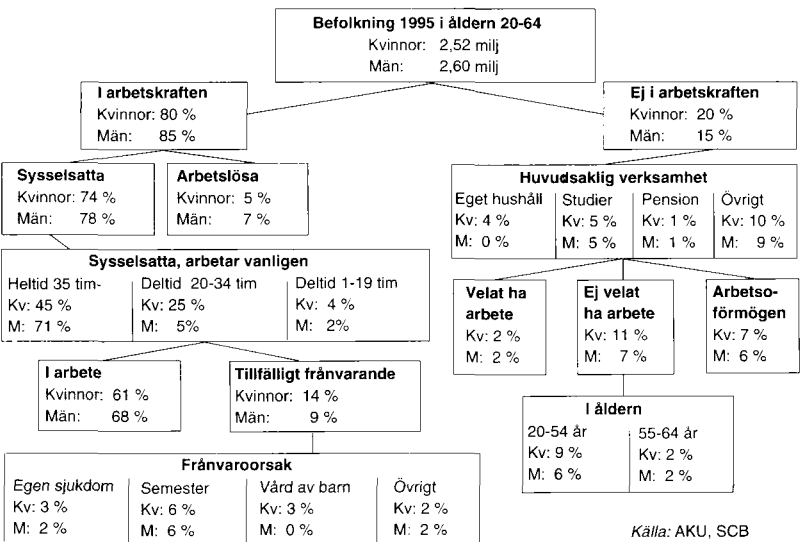 Befolkning 1995 i åldern 20-64
Kvinnor: 2,52 milj
Män: 2,60 milj
I arbetskraften
Kvinnor: 80 %
Män: 85 %
Ej i arbetskraften
Kvinnor: 20 %
Män: 15 %
Sysselsatta
Kvinnor: 74 %
Män: 78 %
Arbetslösa
Kvinnor: 5 %
Män: 7 %
Huvudsaklig verksamhet
Eget hushåll Studier Pension Övrigt
Kv: 4 % Kv: 5 % Kv: 1 % Kv: 10 %
M: 0 % M: 5 % M: 1 % M: 9 %
Sysselsatta, arbetar vanligen
Heltid 35 tim- Deltid 20-34 tim Deltid 1-19 tim
Kv: 45 % Kv: 25 % Kv: 4 %
M: 71 % M: 5% M: 2%
Velat ha
arbete
Kv: 2 %
M: 2 %
Ej velat
ha arbete
Kv: 11 %
M: 7 %
Arbetso-
förmögen
Kv: 7 %
M: 6 %
I arbete
Kvinnor: 61 %
Män: 68 %
Tillfälligt frånvarande
Kvinnor: 14 %
Män: 9 %
I åldern
20-54 år 55-64 år
Kv: 9 % Kv: 2 %
M: 6 % M: 2 %
Frånvaroorsak
Egen sjukdom Semester Vård av barn Övrigt
Kv: 3 % Kv: 6 % Kv: 3 % Kv: 2 %
M: 2 % M: 6 % M: 0 % M: 2 %
Källa: AKU, SCB